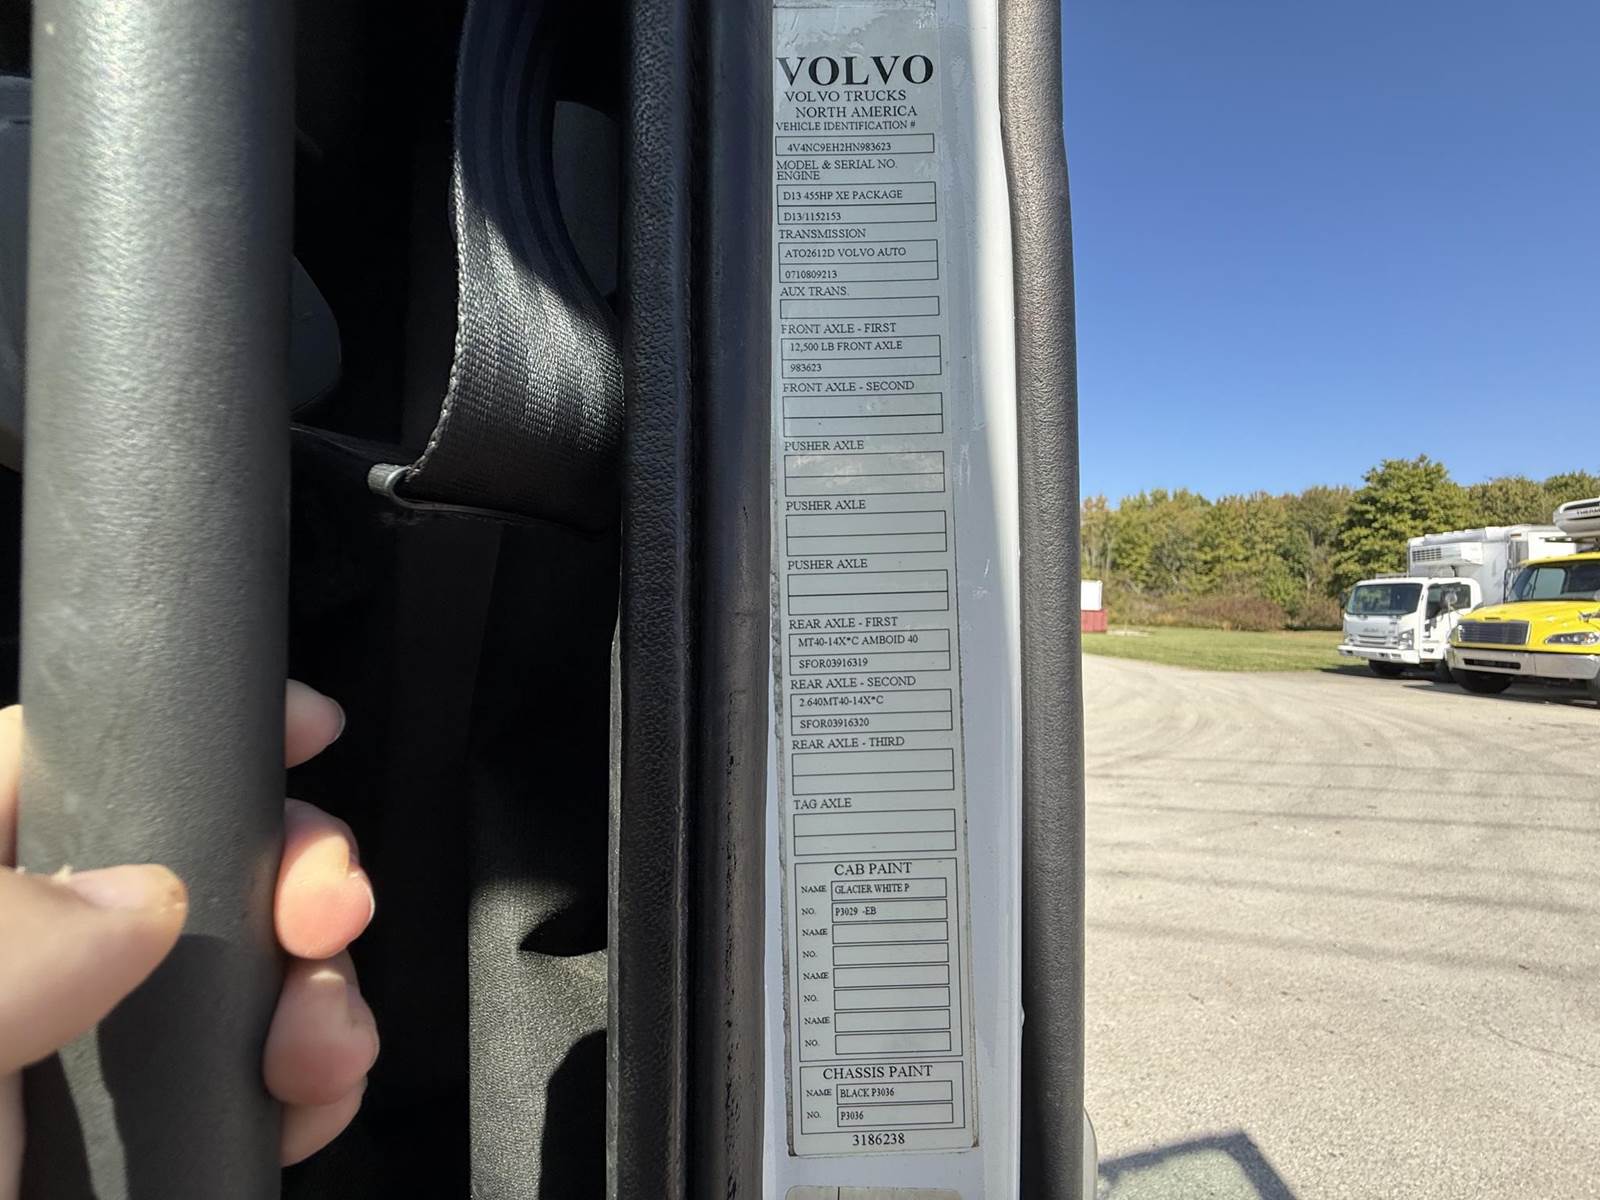 VOLVO
VOLVO TRUCKS
NORTH AMERICA
VEHICLE IDENTIFICATION #
4V4NC9EH2HN983623
MODEL & SERIAL NO.
ENGINE
D13 455HP XE PACKAGE
D13/1152153
TRANSMISSION
ATO2612D VOLVO AUTO
0710809213
AUX TRANS.
FRONT AXLE - FIRST
12,500 LB FRONT AXLE
983623
FRONT AXLE - SECOND
PUSHER AXLE
PUSHER AXLE
PUSHER AXLE
REAR AXLE - FIRST
MT40-14X*C AMBOID 40
SFOR03916319
REAR AXLE - SECOND
2.640MT40-14X*C
SFOR03916320
REAR AXLE - THIRD
TAG AXLE
CAB PAINT
NAME GLACIER WHITE P
NO. P3029 -EB
NAME
NO.
NAME
NO.
NAME
NO.
CHASSIS PAINT
NAME BLACK P3036
NO. P3036
3186238